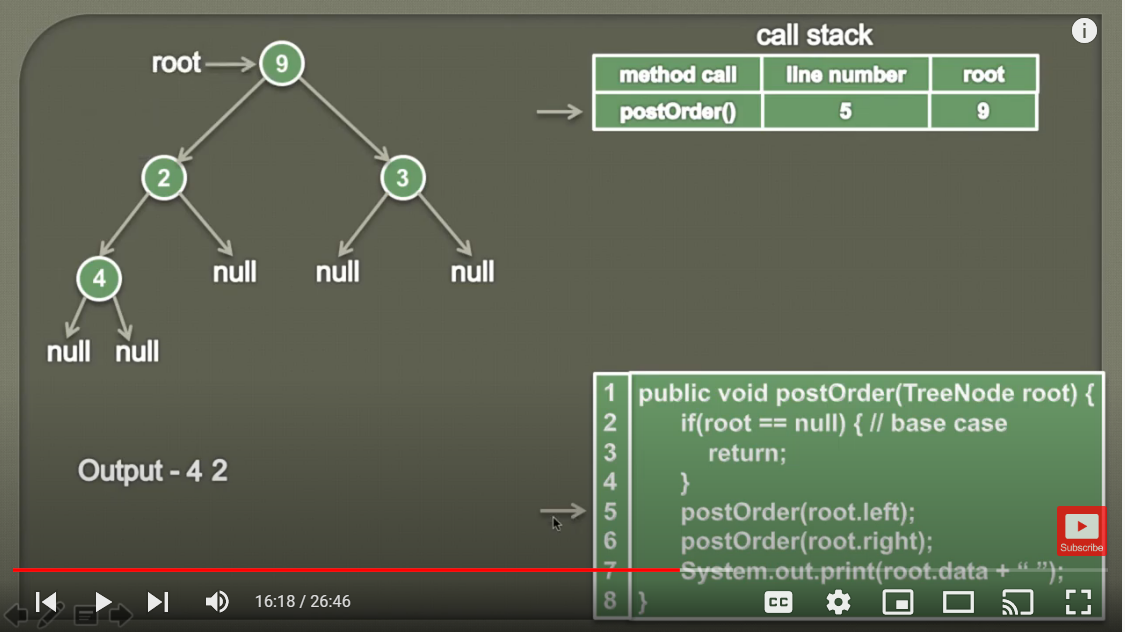 call stack
root
9
method call line number root
postOrder() 5 9
2
3
null
null
null
4
null
null
Output - 4 2
1 public void postOrder(TreeNode root) {
2 if(root == null) { // base case
3 return;
4 }
5 postOrder(root.left);
6 postOrder(root.right);
7 System.out.print(root.data + “ ”);
8 }
Subscribe
16:18 / 26:46
CC
i